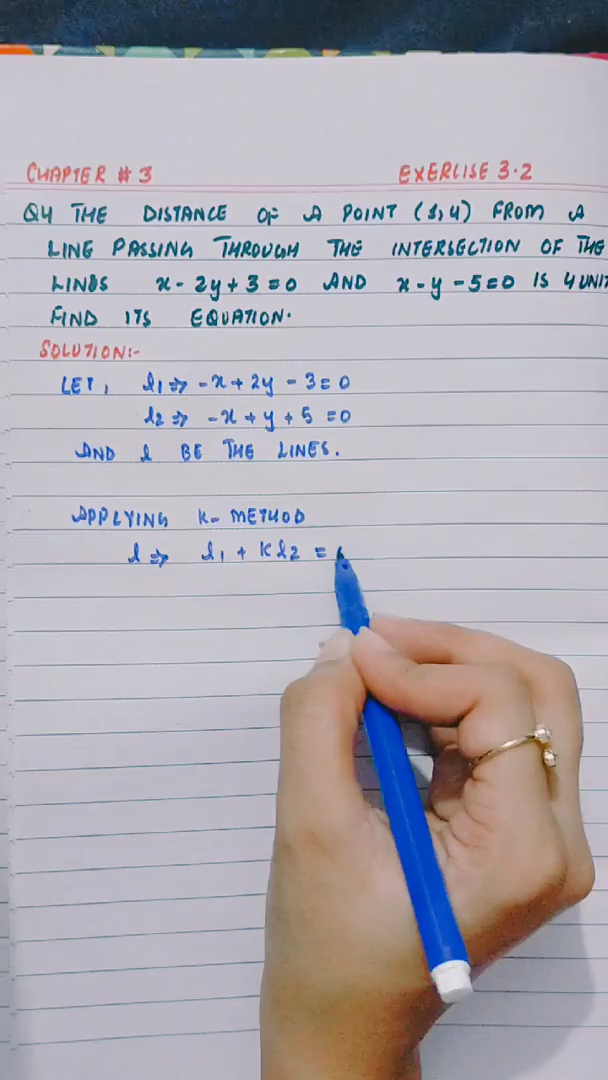 CHAPTER # 3 EXERCISE 3.2
Q4 THE DISTANCE OF A POINT (3,4) FROM A
LINE PASSING THROUGH THE INTERSECTION OF THE
LINES x - 2y + 3 = 0 AND x - y - 5 = 0 IS 4 UNIT
FIND ITS EQUATION.
SOLUTION:-
LET, l1 ⇒ -x + 2y - 3 = 0
l2 ⇒ -x + y + 5 = 0
AND l BE THE LINES.
APPLYING K- METHOD
l ⇒ l1 + K l2 =